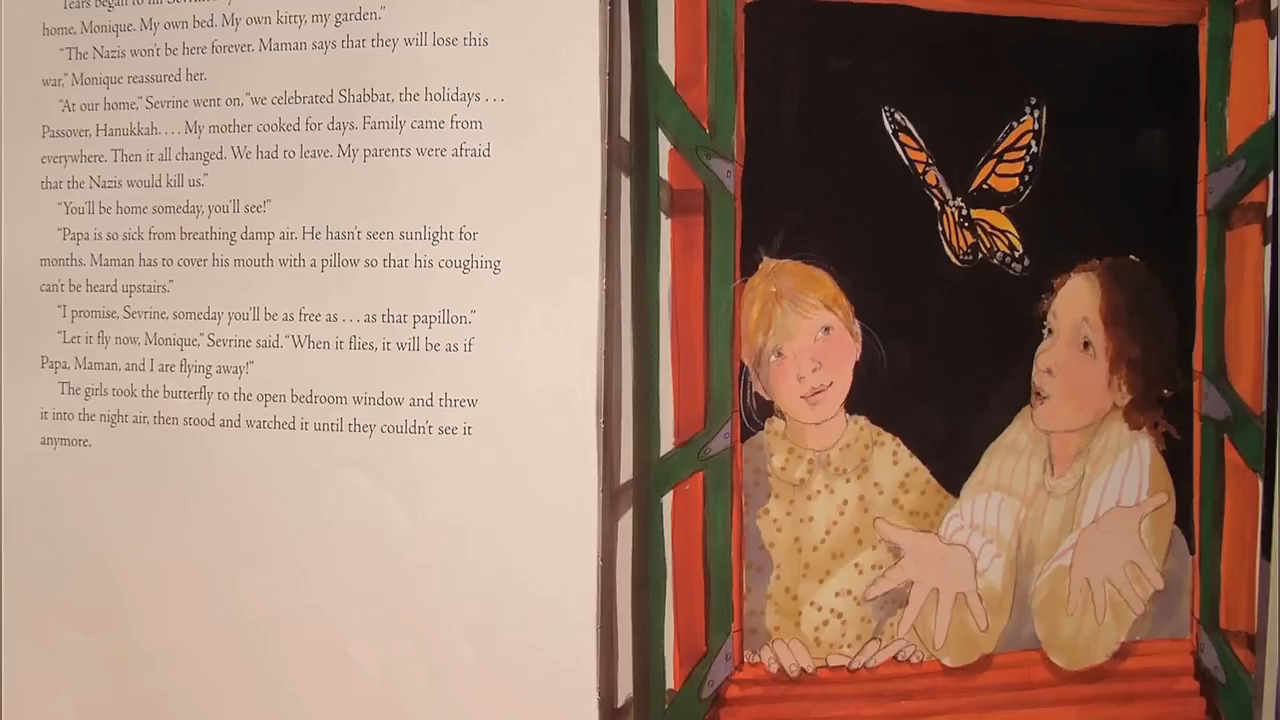 Tears began to fill
home, Monique. My own bed. My own kitty, my garden.”
“The Nazis won’t be here forever. Maman says that they will lose this
war,” Monique reassured her.
“At our home,” Sevrine went on, “we celebrated Shabbat, the holidays . . .
Passover, Hanukkah. . . . My mother cooked for days. Family came from
everywhere. Then it all changed. We had to leave. My parents were afraid
that the Nazis would kill us.”
“You’ll be home someday, you’ll see!”
“Papa is so sick from breathing damp air. He hasn’t seen sunlight for
months. Maman has to cover his mouth with a pillow so that his coughing
can’t be heard upstairs.”
“I promise, Sevrine, someday you’ll be as free as . . . as that papillon.”
“Let it fly now, Monique,” Sevrine said. “When it flies, it will be as if
Papa, Maman, and I are flying away!”
The girls took the butterfly to the open bedroom window and threw
it into the night air, then stood and watched it until they couldn’t see it
anymore.